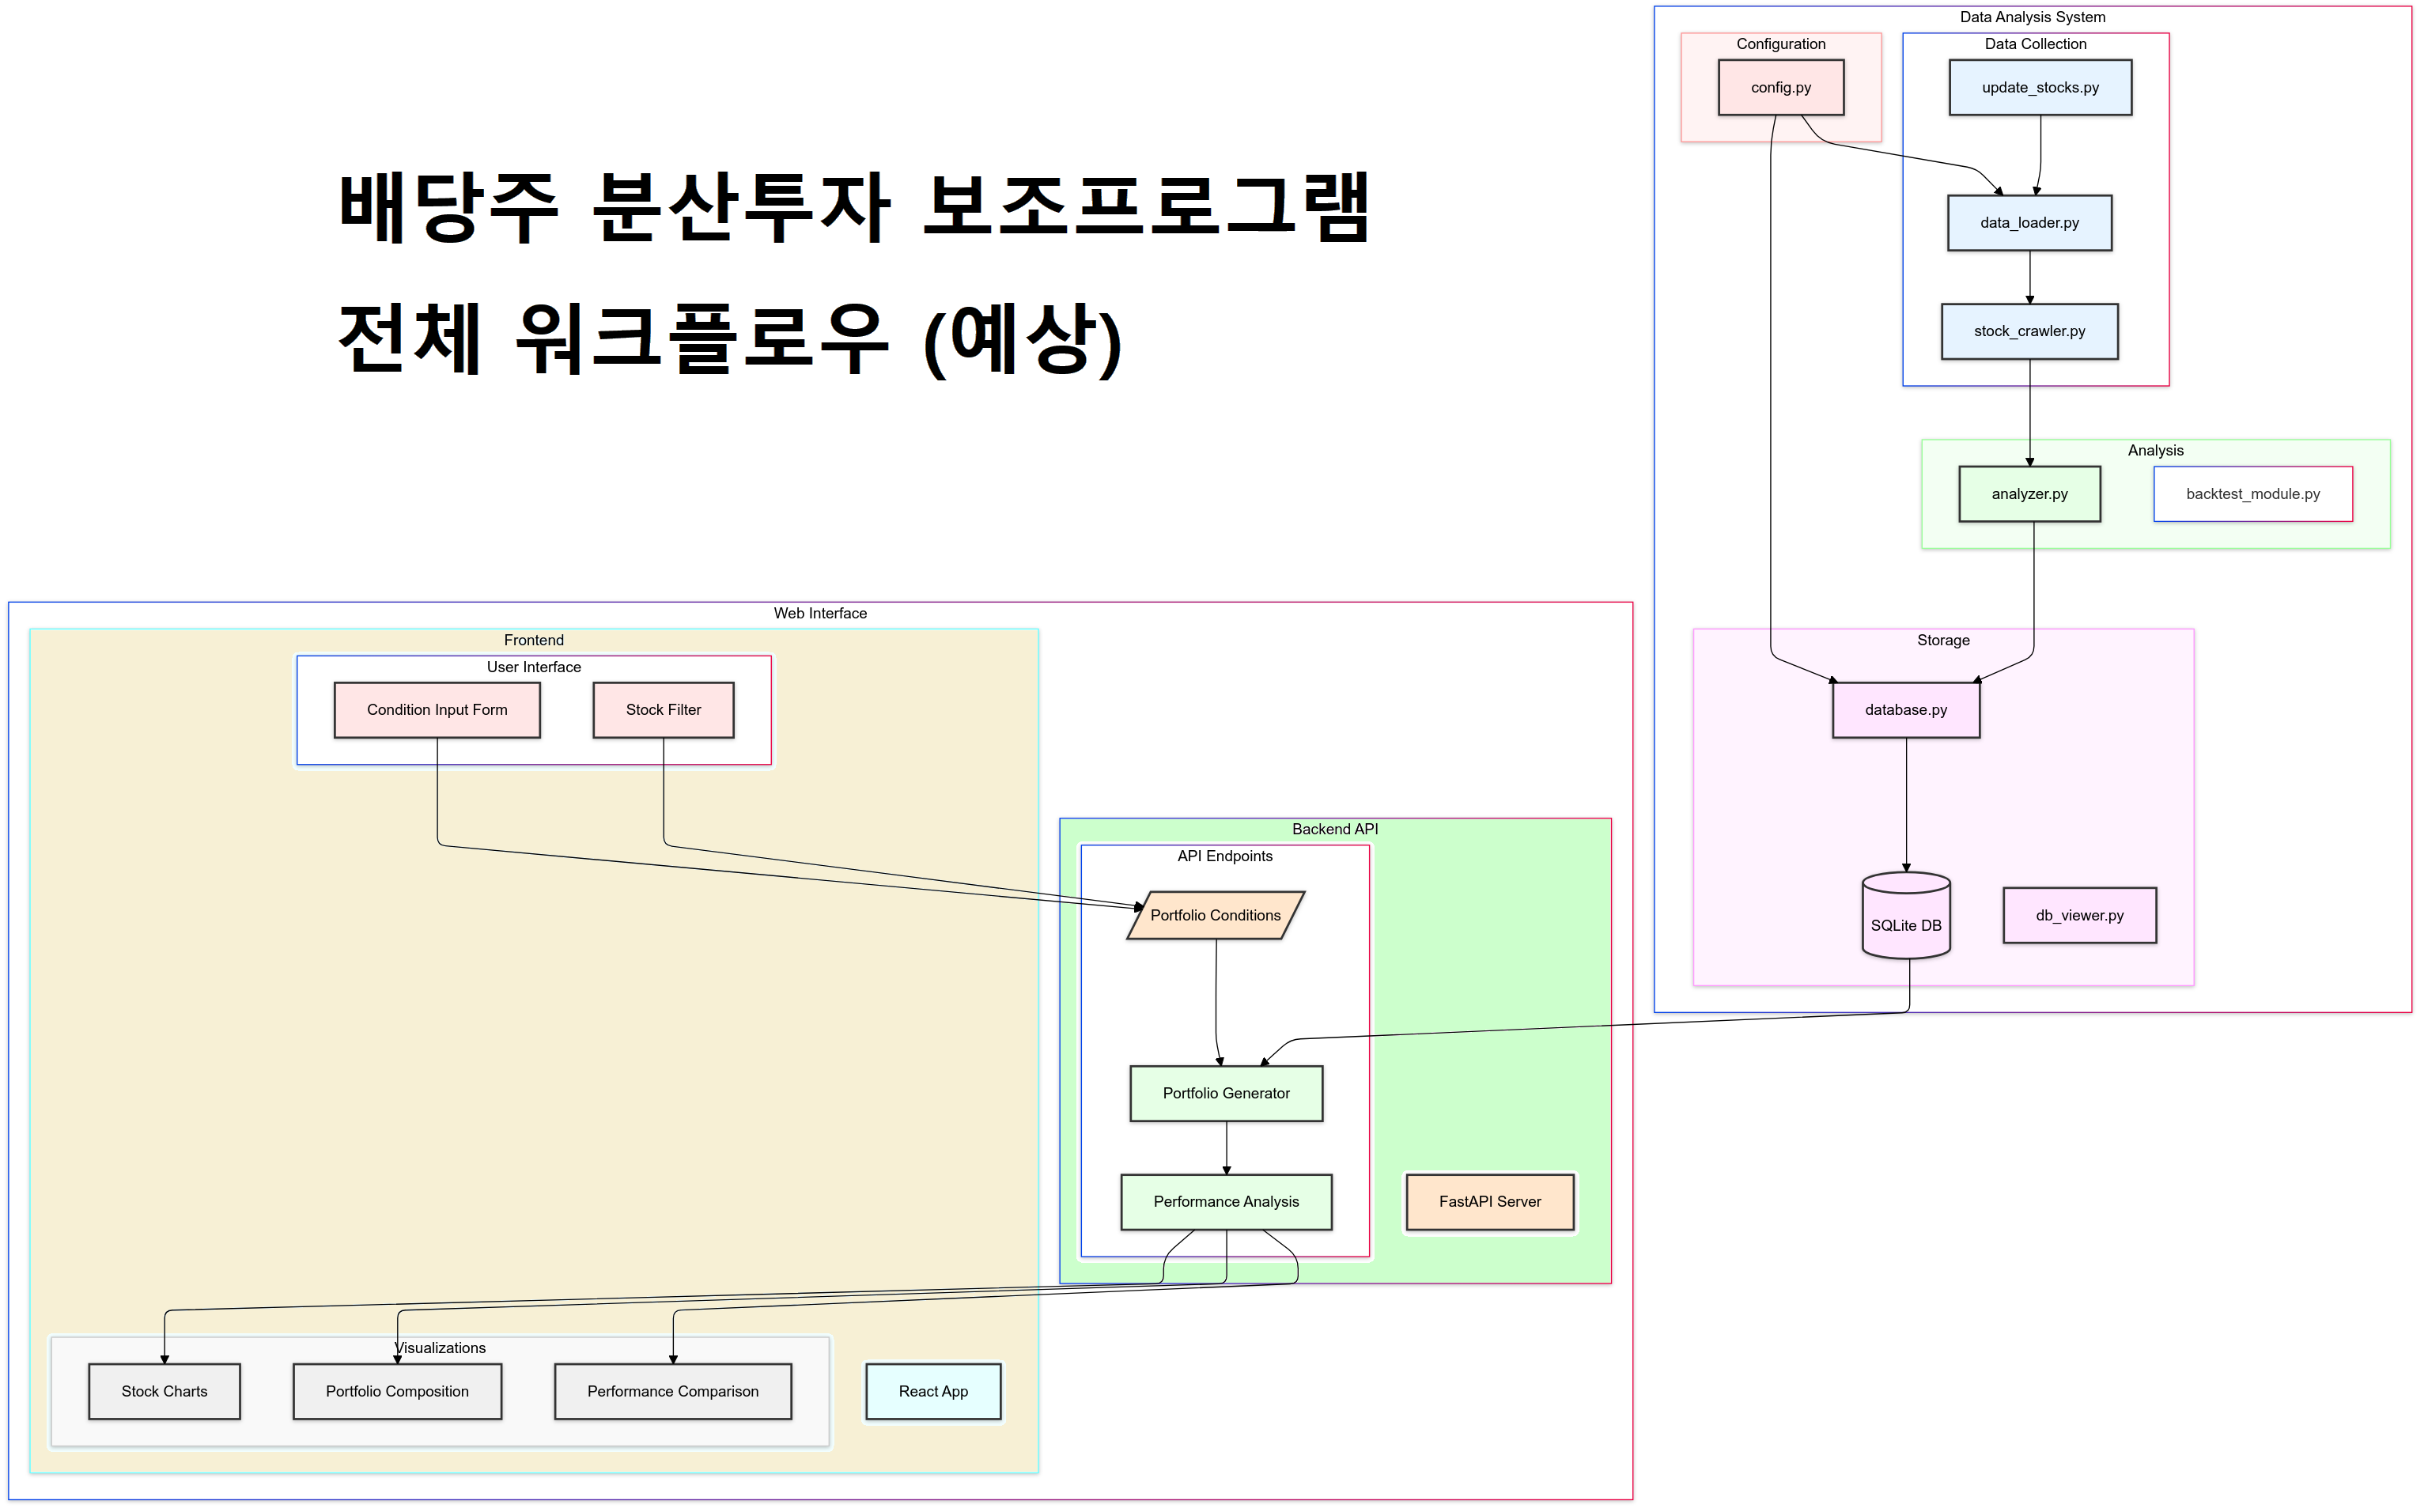 배당주 분산투자 보조프로그램
전체 워크플로우 (예상)
Data Analysis System
Configuration
config.py
Data Collection
update_stocks.py
data_loader.py
stock_crawler.py
Analysis
analyzer.py
backtest_module.py
Storage
database.py
SQLite DB
db_viewer.py
Web Interface
Frontend
User Interface
Condition Input Form
Stock Filter
Backend API
API Endpoints
Portfolio Conditions
Portfolio Generator
Performance Analysis
FastAPI Server
Visualizations
Stock Charts
Portfolio Composition
Performance Comparison
React App